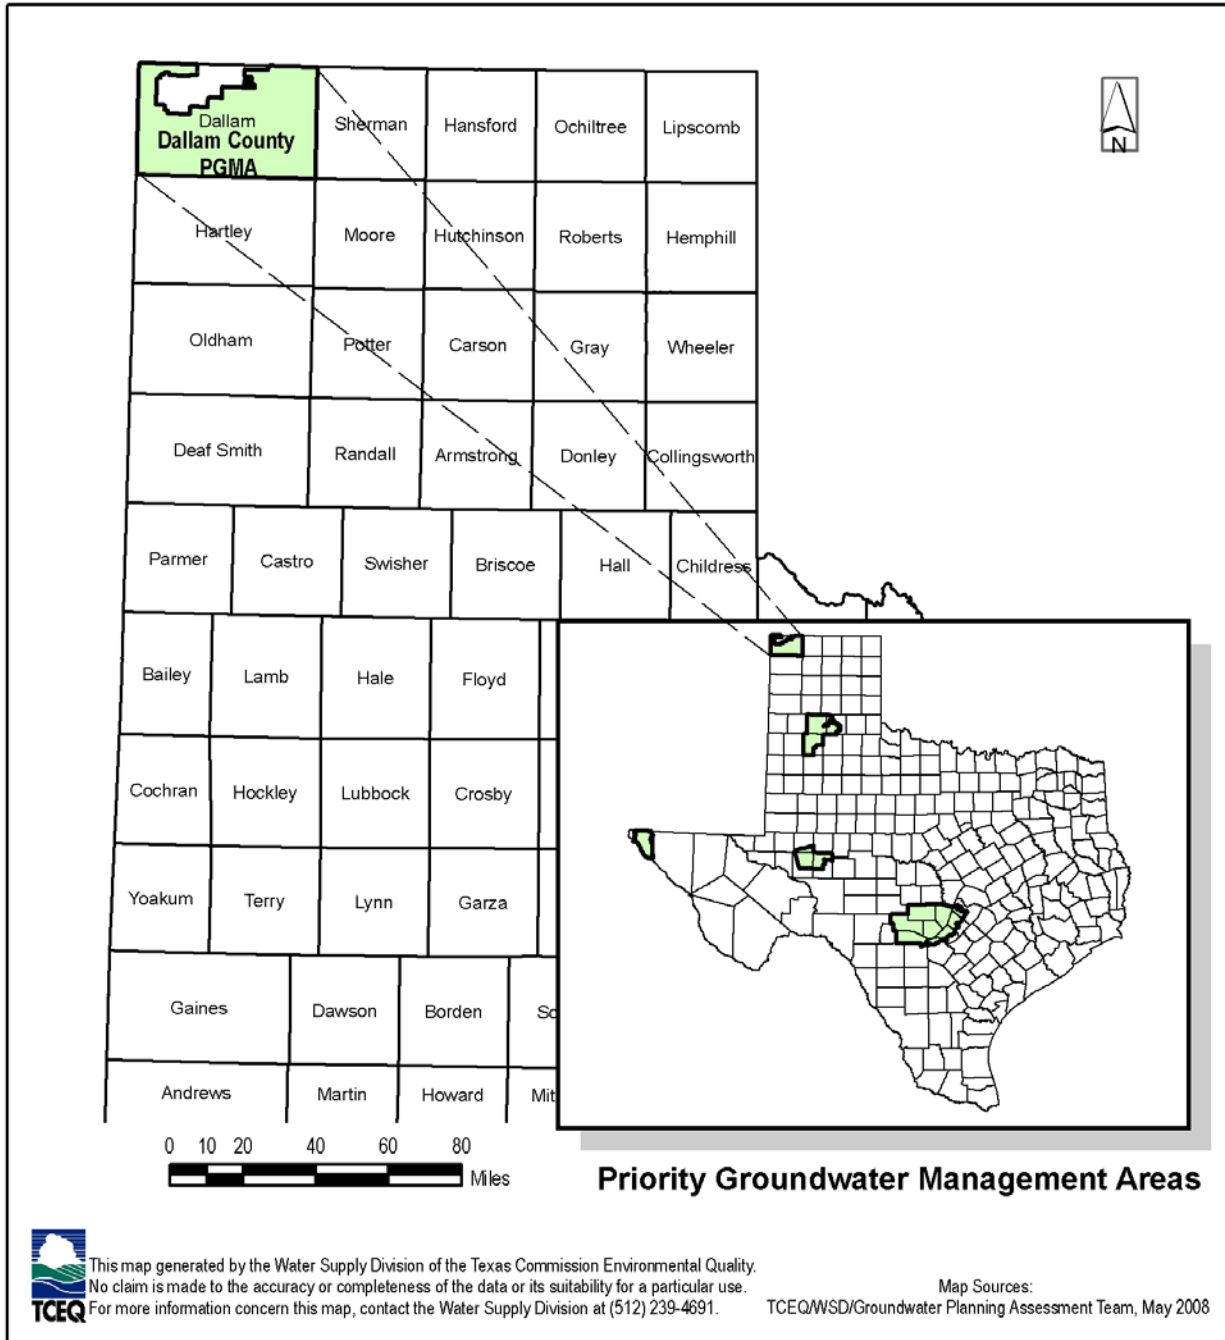 N
Dallam
Dallam County
PGMA
Sherman
Hansford
Ochiltree
Lipscomb
Hartley
Moore
Hutchinson
Roberts
Hemphill
Oldham
Potter
Carson
Gray
Wheeler
Deaf Smith
Randall
Armstrong
Donley
Collingsworth
Parmer
Castro
Swisher
Briscoe
Hall
Childress
Bailey
Lamb
Hale
Floyd
Cochran
Hockley
Lubbock
Crosby
Yoakum
Terry
Lynn
Garza
Gaines
Dawson
Borden
Sc
Andrews
Martin
Howard
Mit
0 10 20 40 60 80
Miles
Priority Groundwater Management Areas
TCEQ
This map generated by the Water Supply Division of the Texas Commission Environmental Quality.
No claim is made to the accuracy or completeness of the data or its suitability for a particular use.
For more information concern this map, contact the Water Supply Division at (512) 239-4691.
Map Sources:
TCEQ/WSD/Groundwater Planning Assessment Team, May 2008